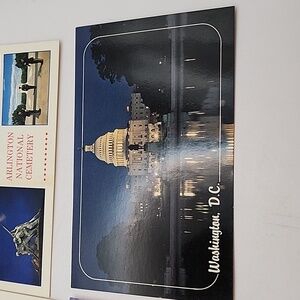 ARLINGTON
NATIONAL
CEMETERY
Washington, D.C.